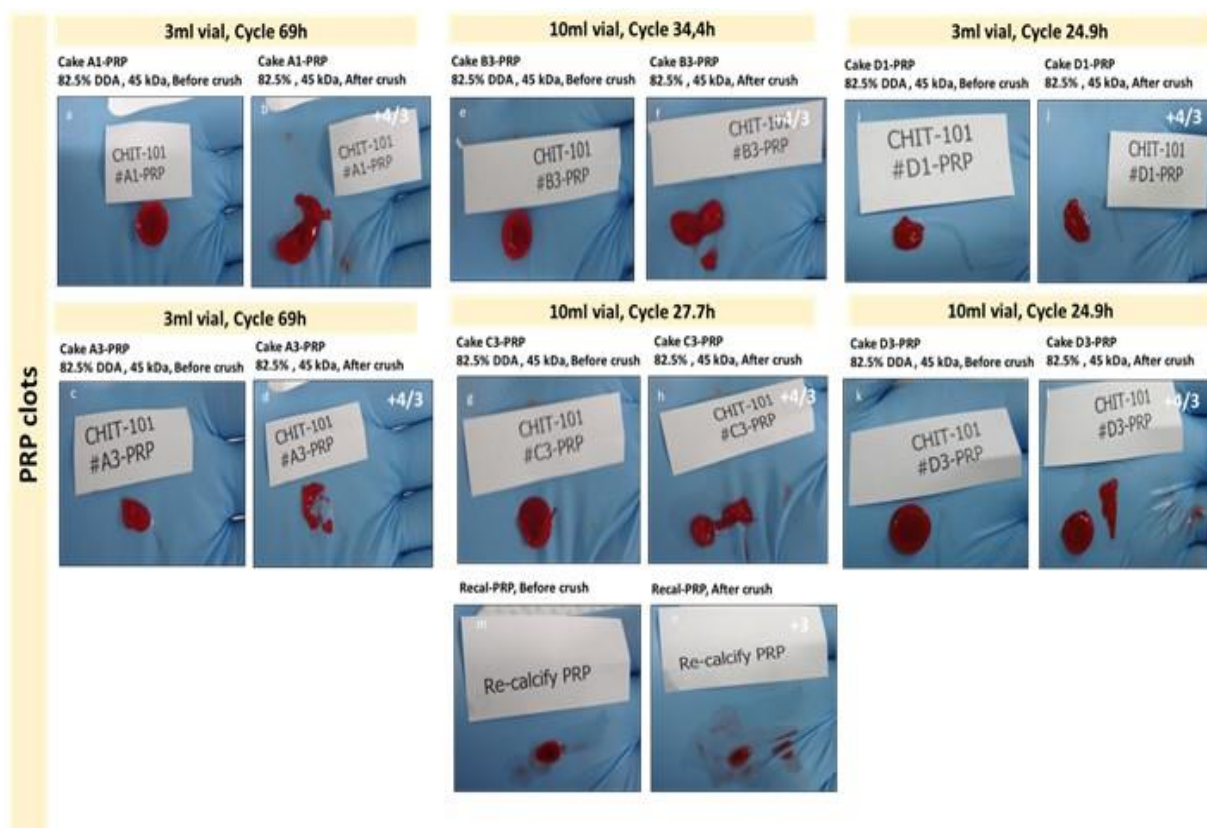 PRP clots
3ml vial, Cycle 69h
10ml vial, Cycle 34,4h
3ml vial, Cycle 24.9h
Cake A1-PRP
82.5% DDA , 45 kDa, Before crush
Cake A1-PRP
82.5% , 45 kDa, After crush
Cake B3-PRP
82.5% DDA , 45 kDa, Before crush
Cake B3-PRP
82.5% , 45 kDa, After crush
Cake D1-PRP
82.5% DDA , 45 kDa, Before crush
Cake D1-PRP
82.5% , 45 kDa, After crush
a
CHIT-101
#A1-PRP
b
+4/3
CHIT-101
#A1-PRP
e
CHIT-101
#B3-PRP
f
+4/3
CHIT-101
#B3-PRP
i
CHIT-101
#D1-PRP
j
+4/3
CHIT-101
#D1-PRP
3ml vial, Cycle 69h
10ml vial, Cycle 27.7h
10ml vial, Cycle 24.9h
Cake A3-PRP
82.5% DDA , 45 kDa, Before crush
Cake A3-PRP
82.5% , 45 kDa, After crush
Cake C3-PRP
82.5% DDA , 45 kDa, Before crush
Cake C3-PRP
82.5% , 45 kDa, After crush
Cake D3-PRP
82.5% DDA , 45 kDa, Before crush
Cake D3-PRP
82.5% , 45 kDa, After crush
c
CHIT-101
#A3-PRP
d
+4/3
CHIT-101
#A3-PRP
g
CHIT-101
#C3-PRP
h
+4/3
CHIT-101
#C3-PRP
k
CHIT-101
#D3-PRP
l
+4/3
CHIT-101
#D3-PRP
Recal-PRP, Before crush
Recal-PRP, After crush
m
Re-calcify PRP
+3
Re-calcify PRP